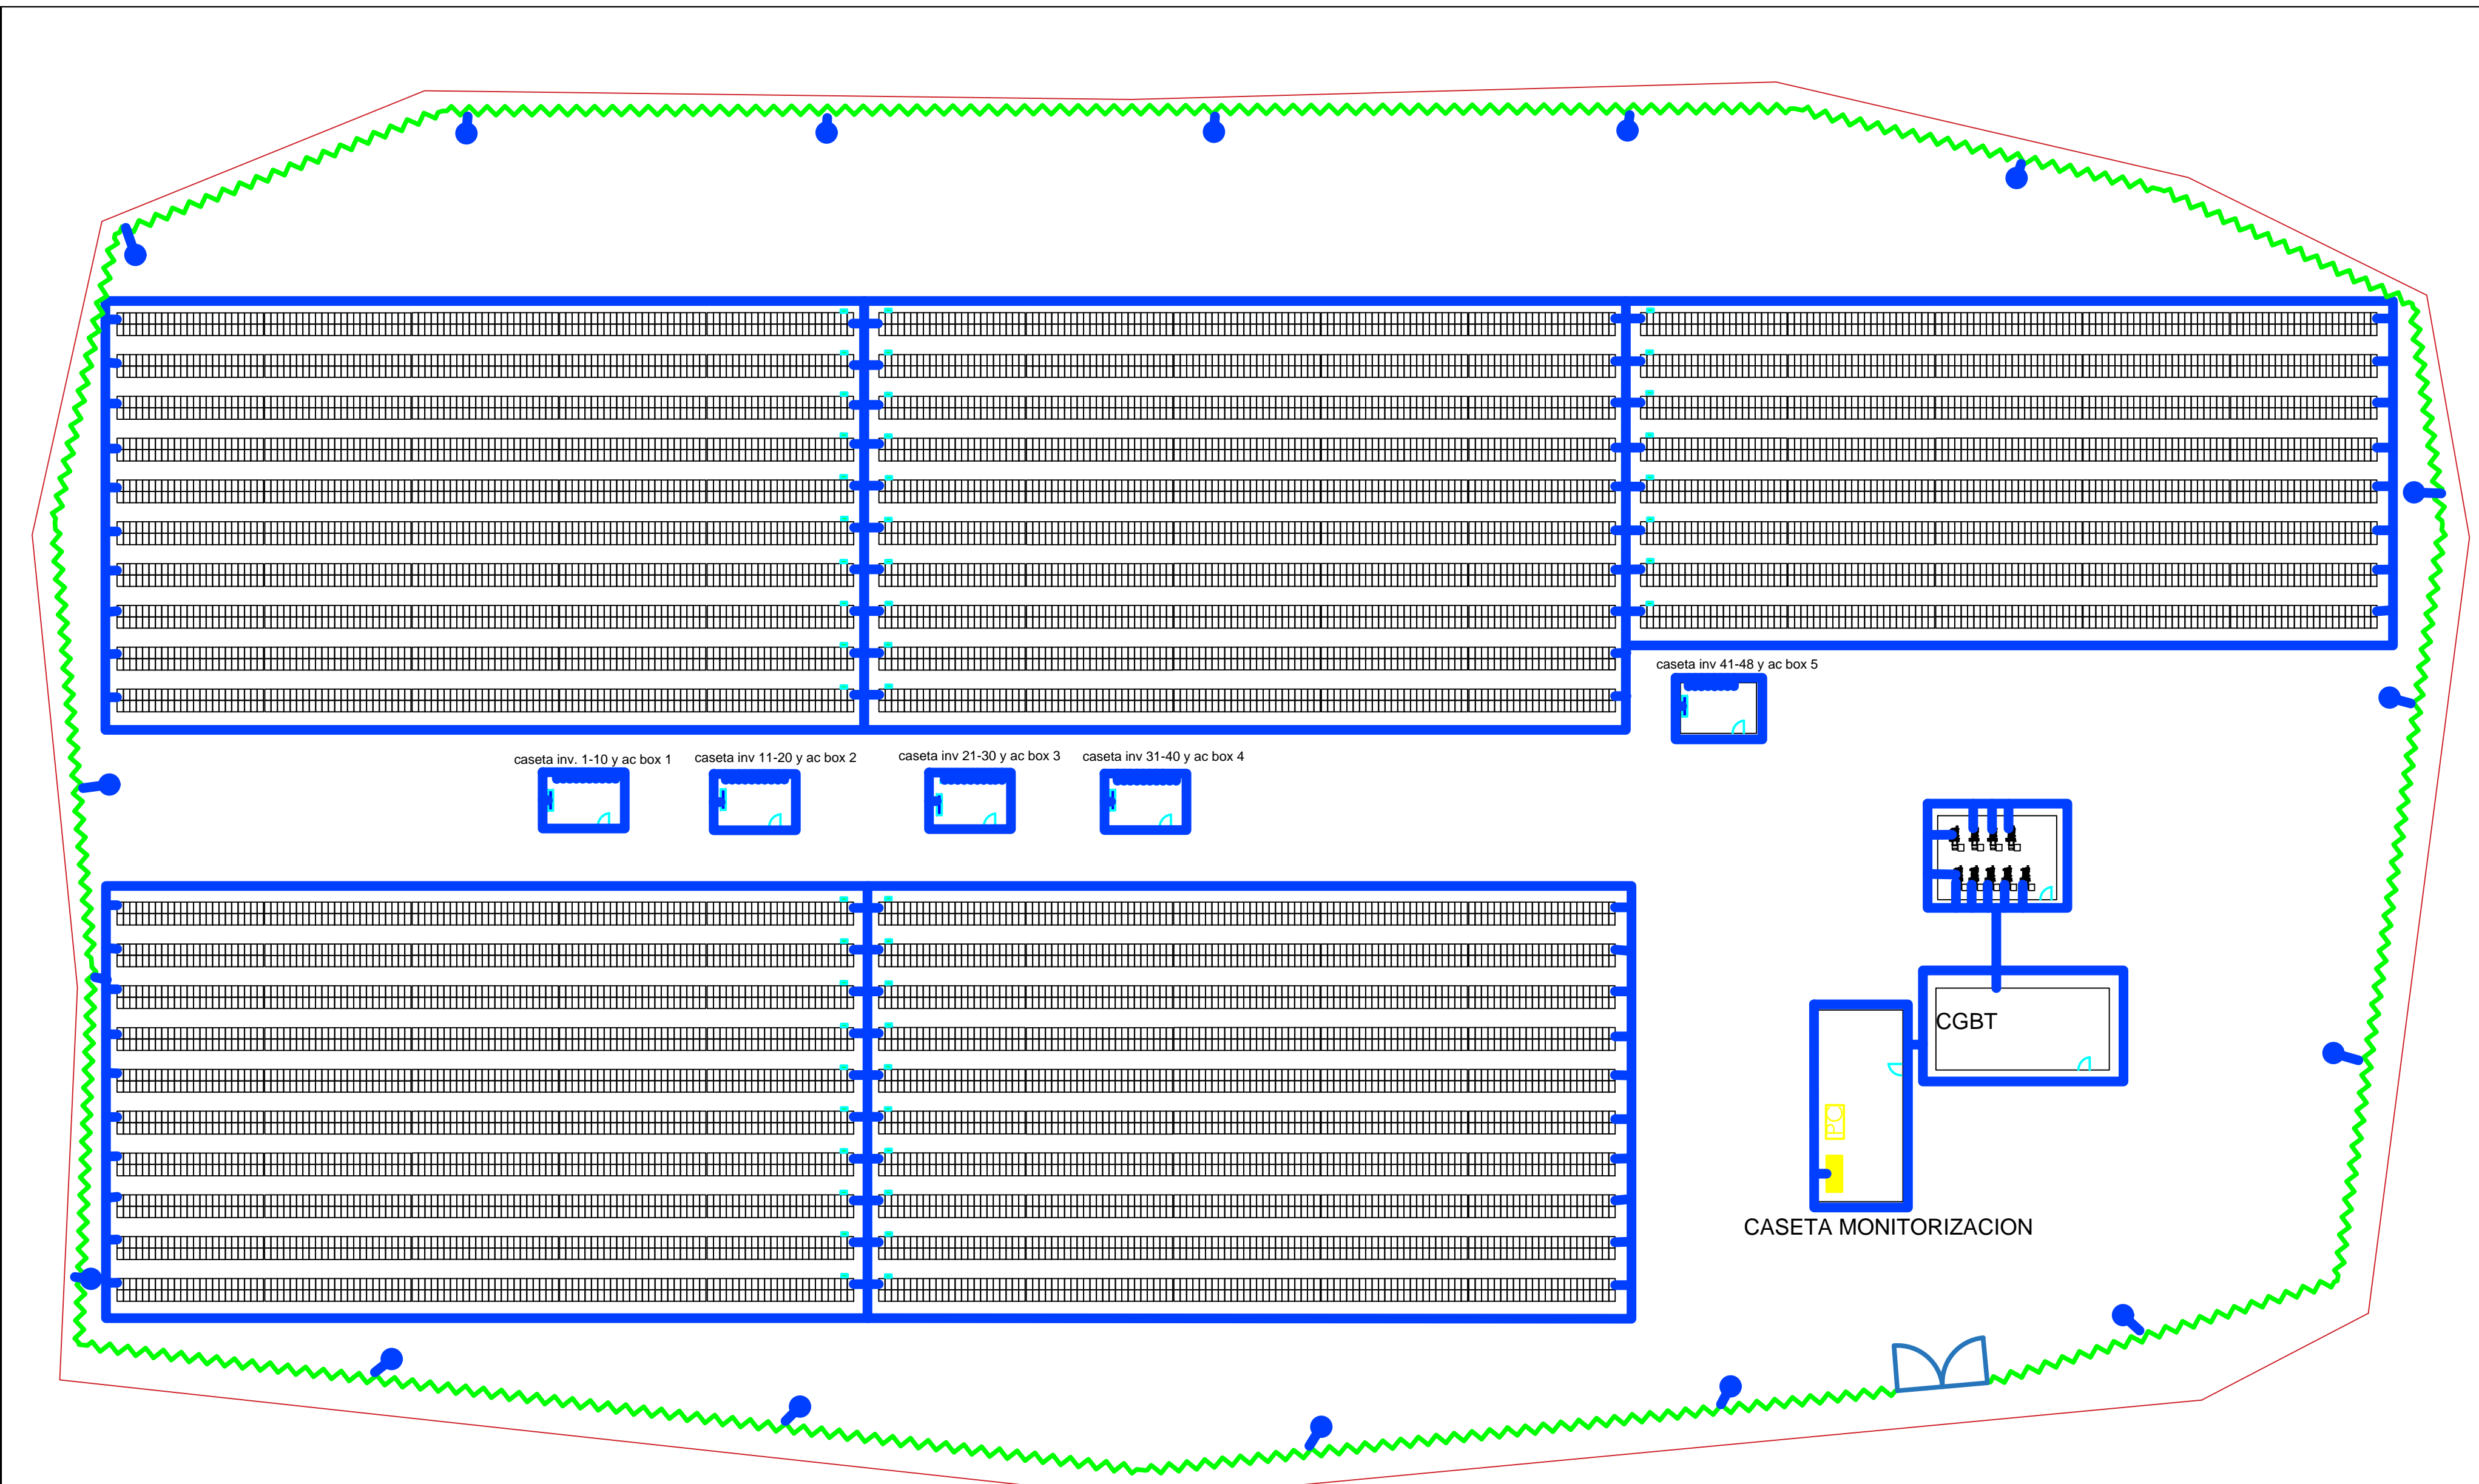 caseta inv 41-48 y ac box 5
caseta inv. 1-10 y ac box 1
caseta inv 11-20 y ac box 2
caseta inv 21-30 y ac box 3
caseta inv 31-40 y ac box 4
CGBT
PC
CASETA MONITORIZACION